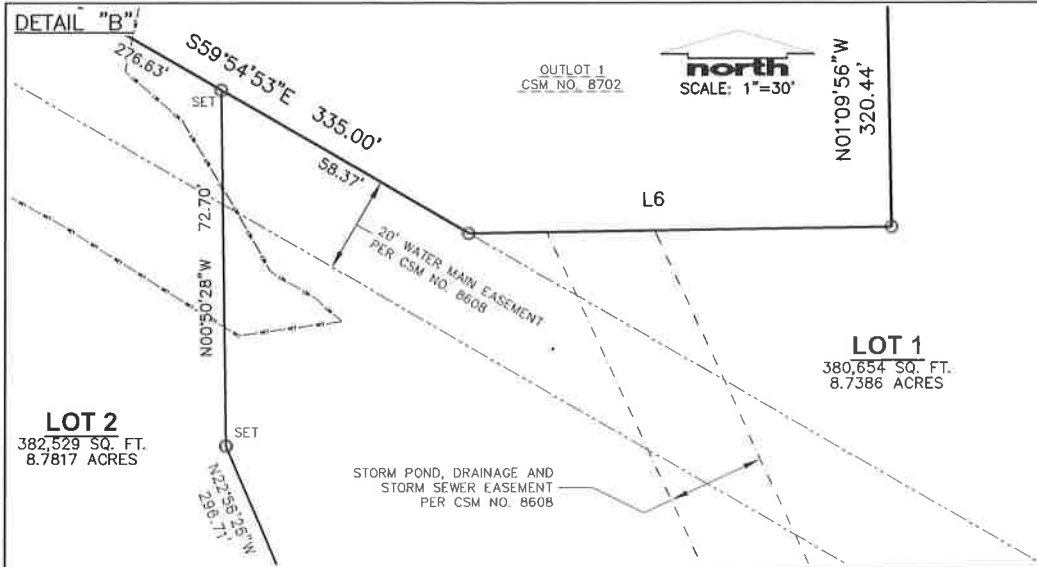 DETAIL "B"
276.63'
S59°54'53"E 335.00'
SET
58.37'
OUTLOT 1
CSM NO. 8702
north
SCALE: 1"=30'
N01°09'56"W
320.44'
L6
N00°50'28"W 72.70'
20' WATER MAIN EASEMENT
PER CSM NO. 8608
LOT 1
380,654 SQ. FT.
8.7386 ACRES
LOT 2
382,529 SQ. FT.
8.7817 ACRES
SET
N22°56'26"W
296.71'
STORM POND, DRAINAGE AND
STORM SEWER EASEMENT
PER CSM NO. 8608